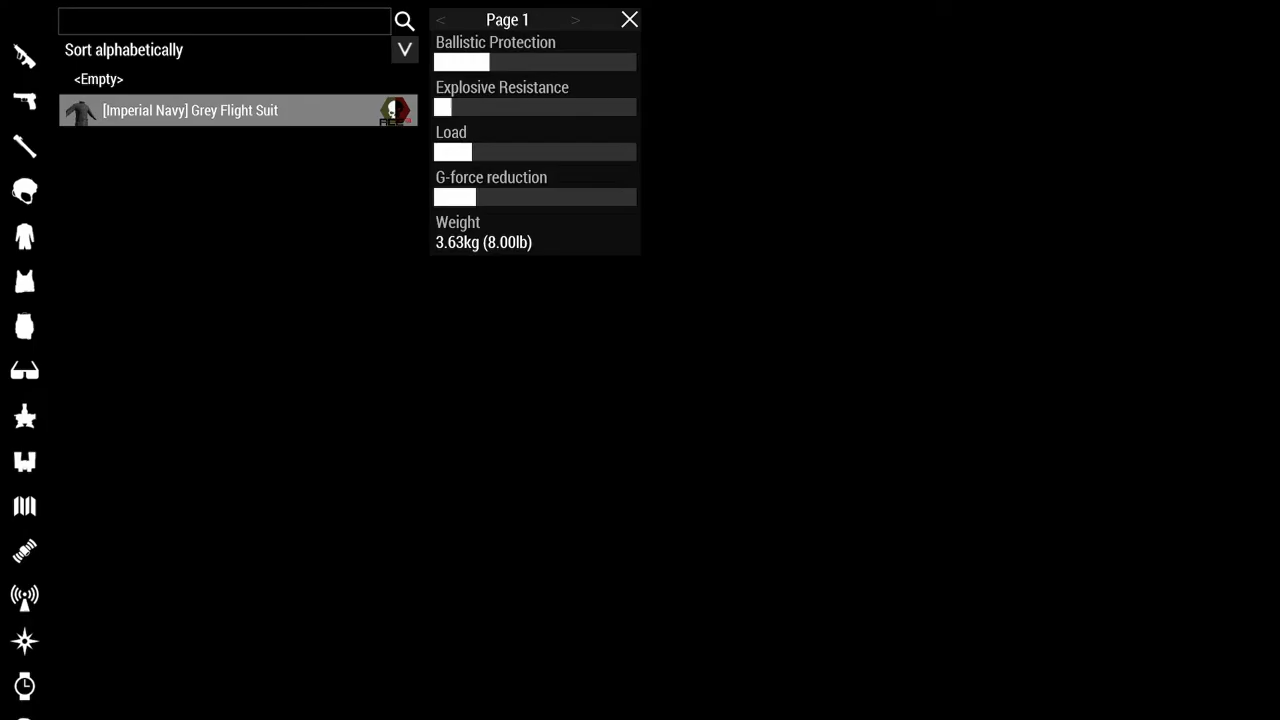 Sort alphabetically
V
<Empty>
[Imperial Navy] Grey Flight Suit
< Page 1 >
Ballistic Protection
Explosive Resistance
Load
G-force reduction
Weight
3.63kg (8.00lb)